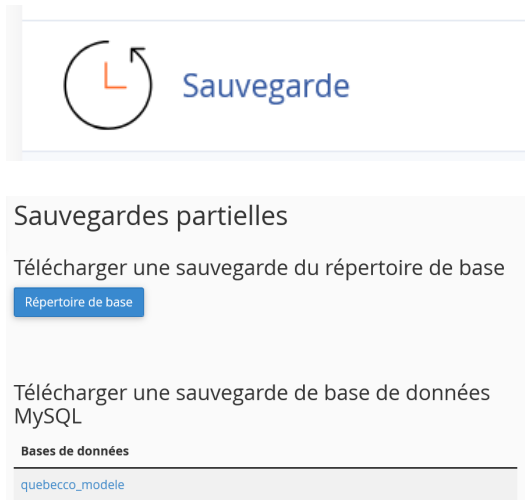 Sauvegarde
Sauvegardes partielles
Télécharger une sauvegarde du répertoire de base
Répertoire de base
Télécharger une sauvegarde de base de données
MySQL
Bases de données
quebecco_modele